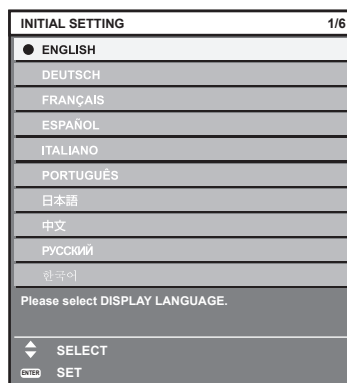 INITIAL SETTING 1/6
ENGLISH
DEUTSCH
FRANÇAIS
ESPAÑOL
ITALIANO
PORTUGUÊS
日本語
中文
РУССКИЙ
한국어
Please select DISPLAY LANGUAGE.
SELECT
ENTER SET